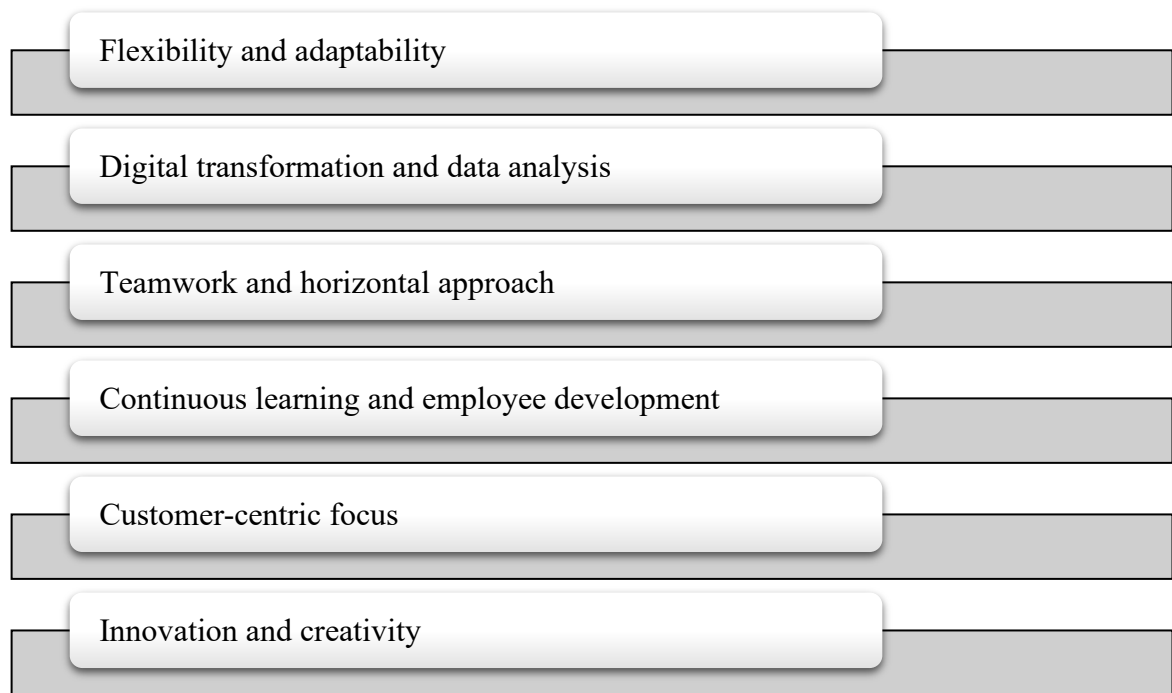 Flexibility and adaptability
Digital transformation and data analysis
Teamwork and horizontal approach
Continuous learning and employee development
Customer-centric focus
Innovation and creativity